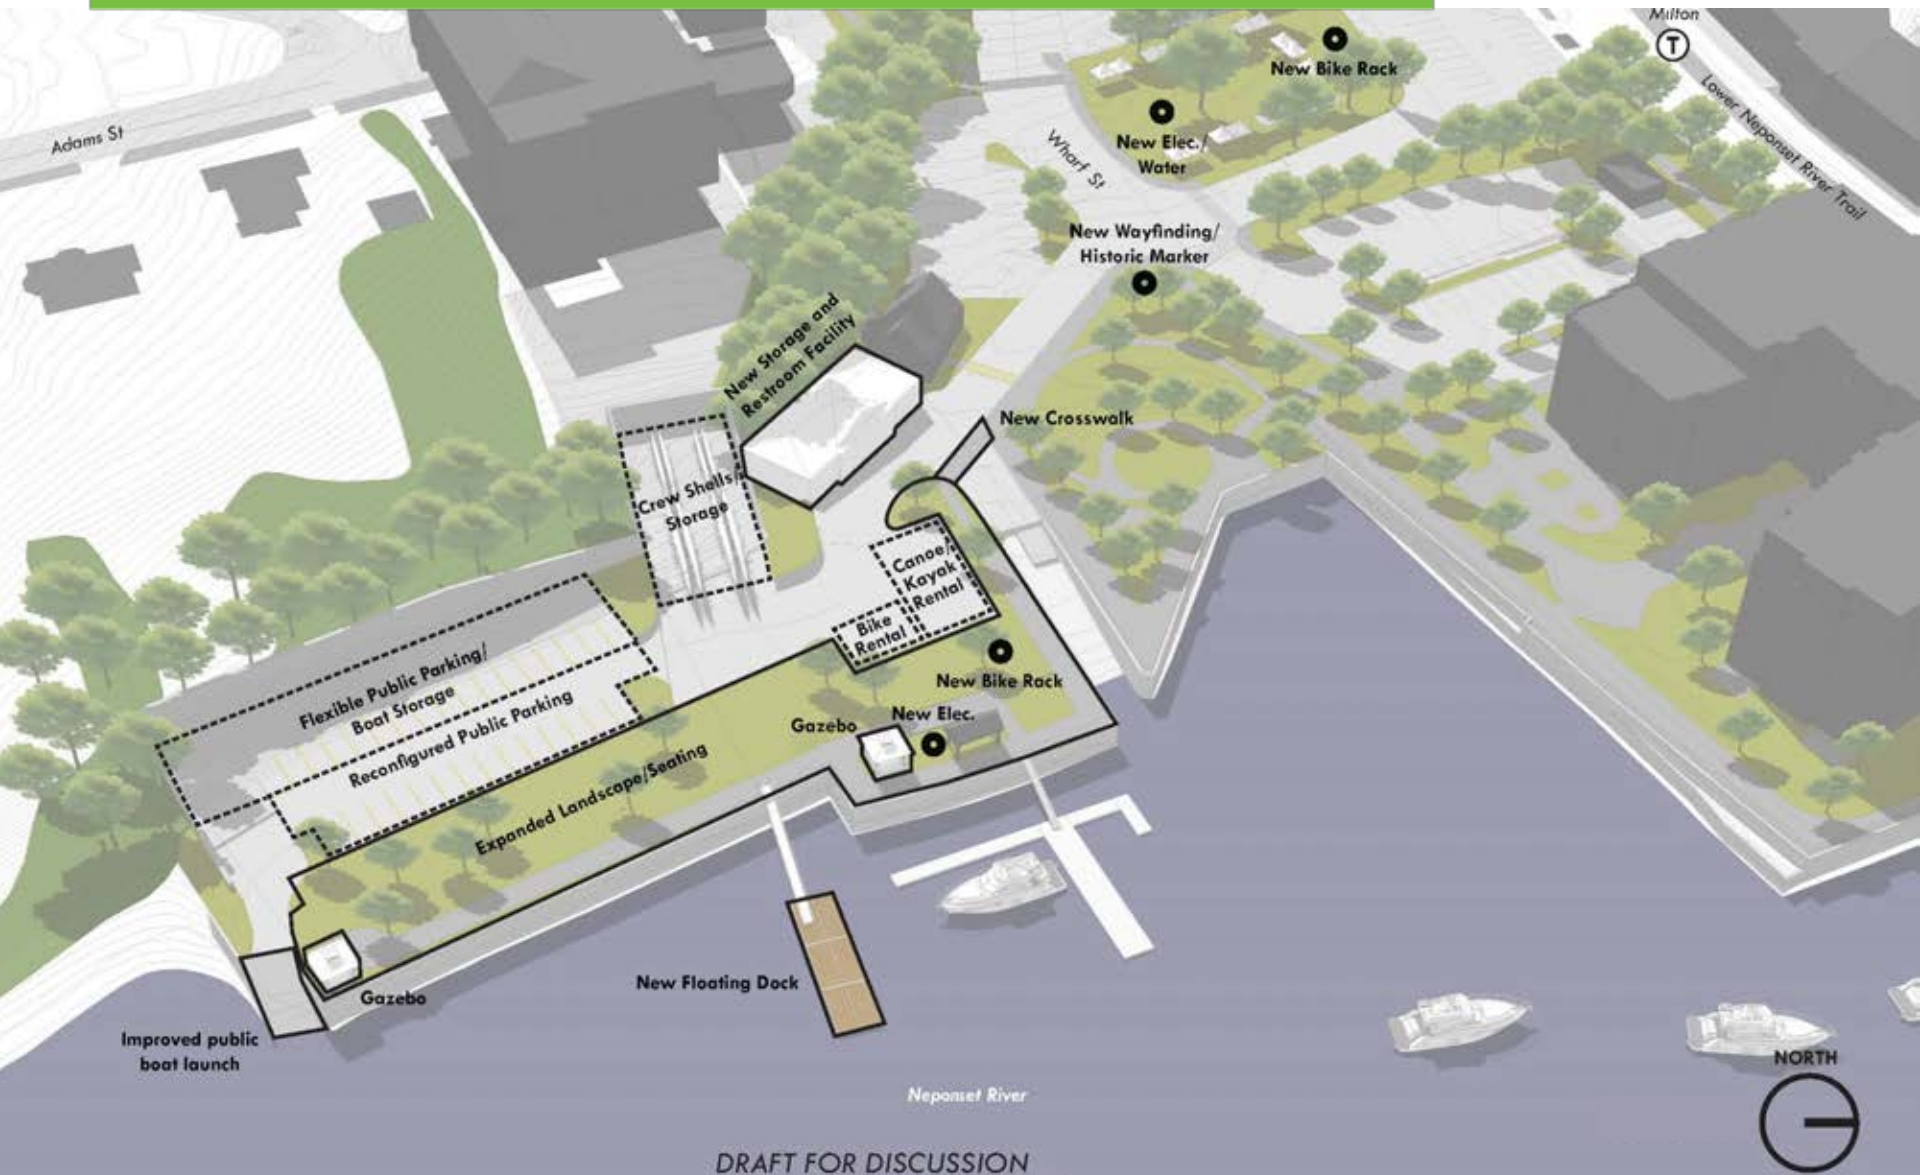 Milton
T
New Bike Rack
Lower Neponset River Trail
Adams St
New Elec./
Water
Wharf St
New Wayfinding/
Historic Marker
New Storage and
Restroom Facility
New Crosswalk
Crew Shells/
Storage
Canoe/
Kayak
Rental
Bike
Rental
New Bike Rack
Flexible Public Parking/
Boat Storage
Reconfigured Public Parking
Gazebo
New Elec.
Expanded Landscape/Seating
New Floating Dock
Gazebo
Improved public
boat launch
NORTH
Neponset River
DRAFT FOR DISCUSSION